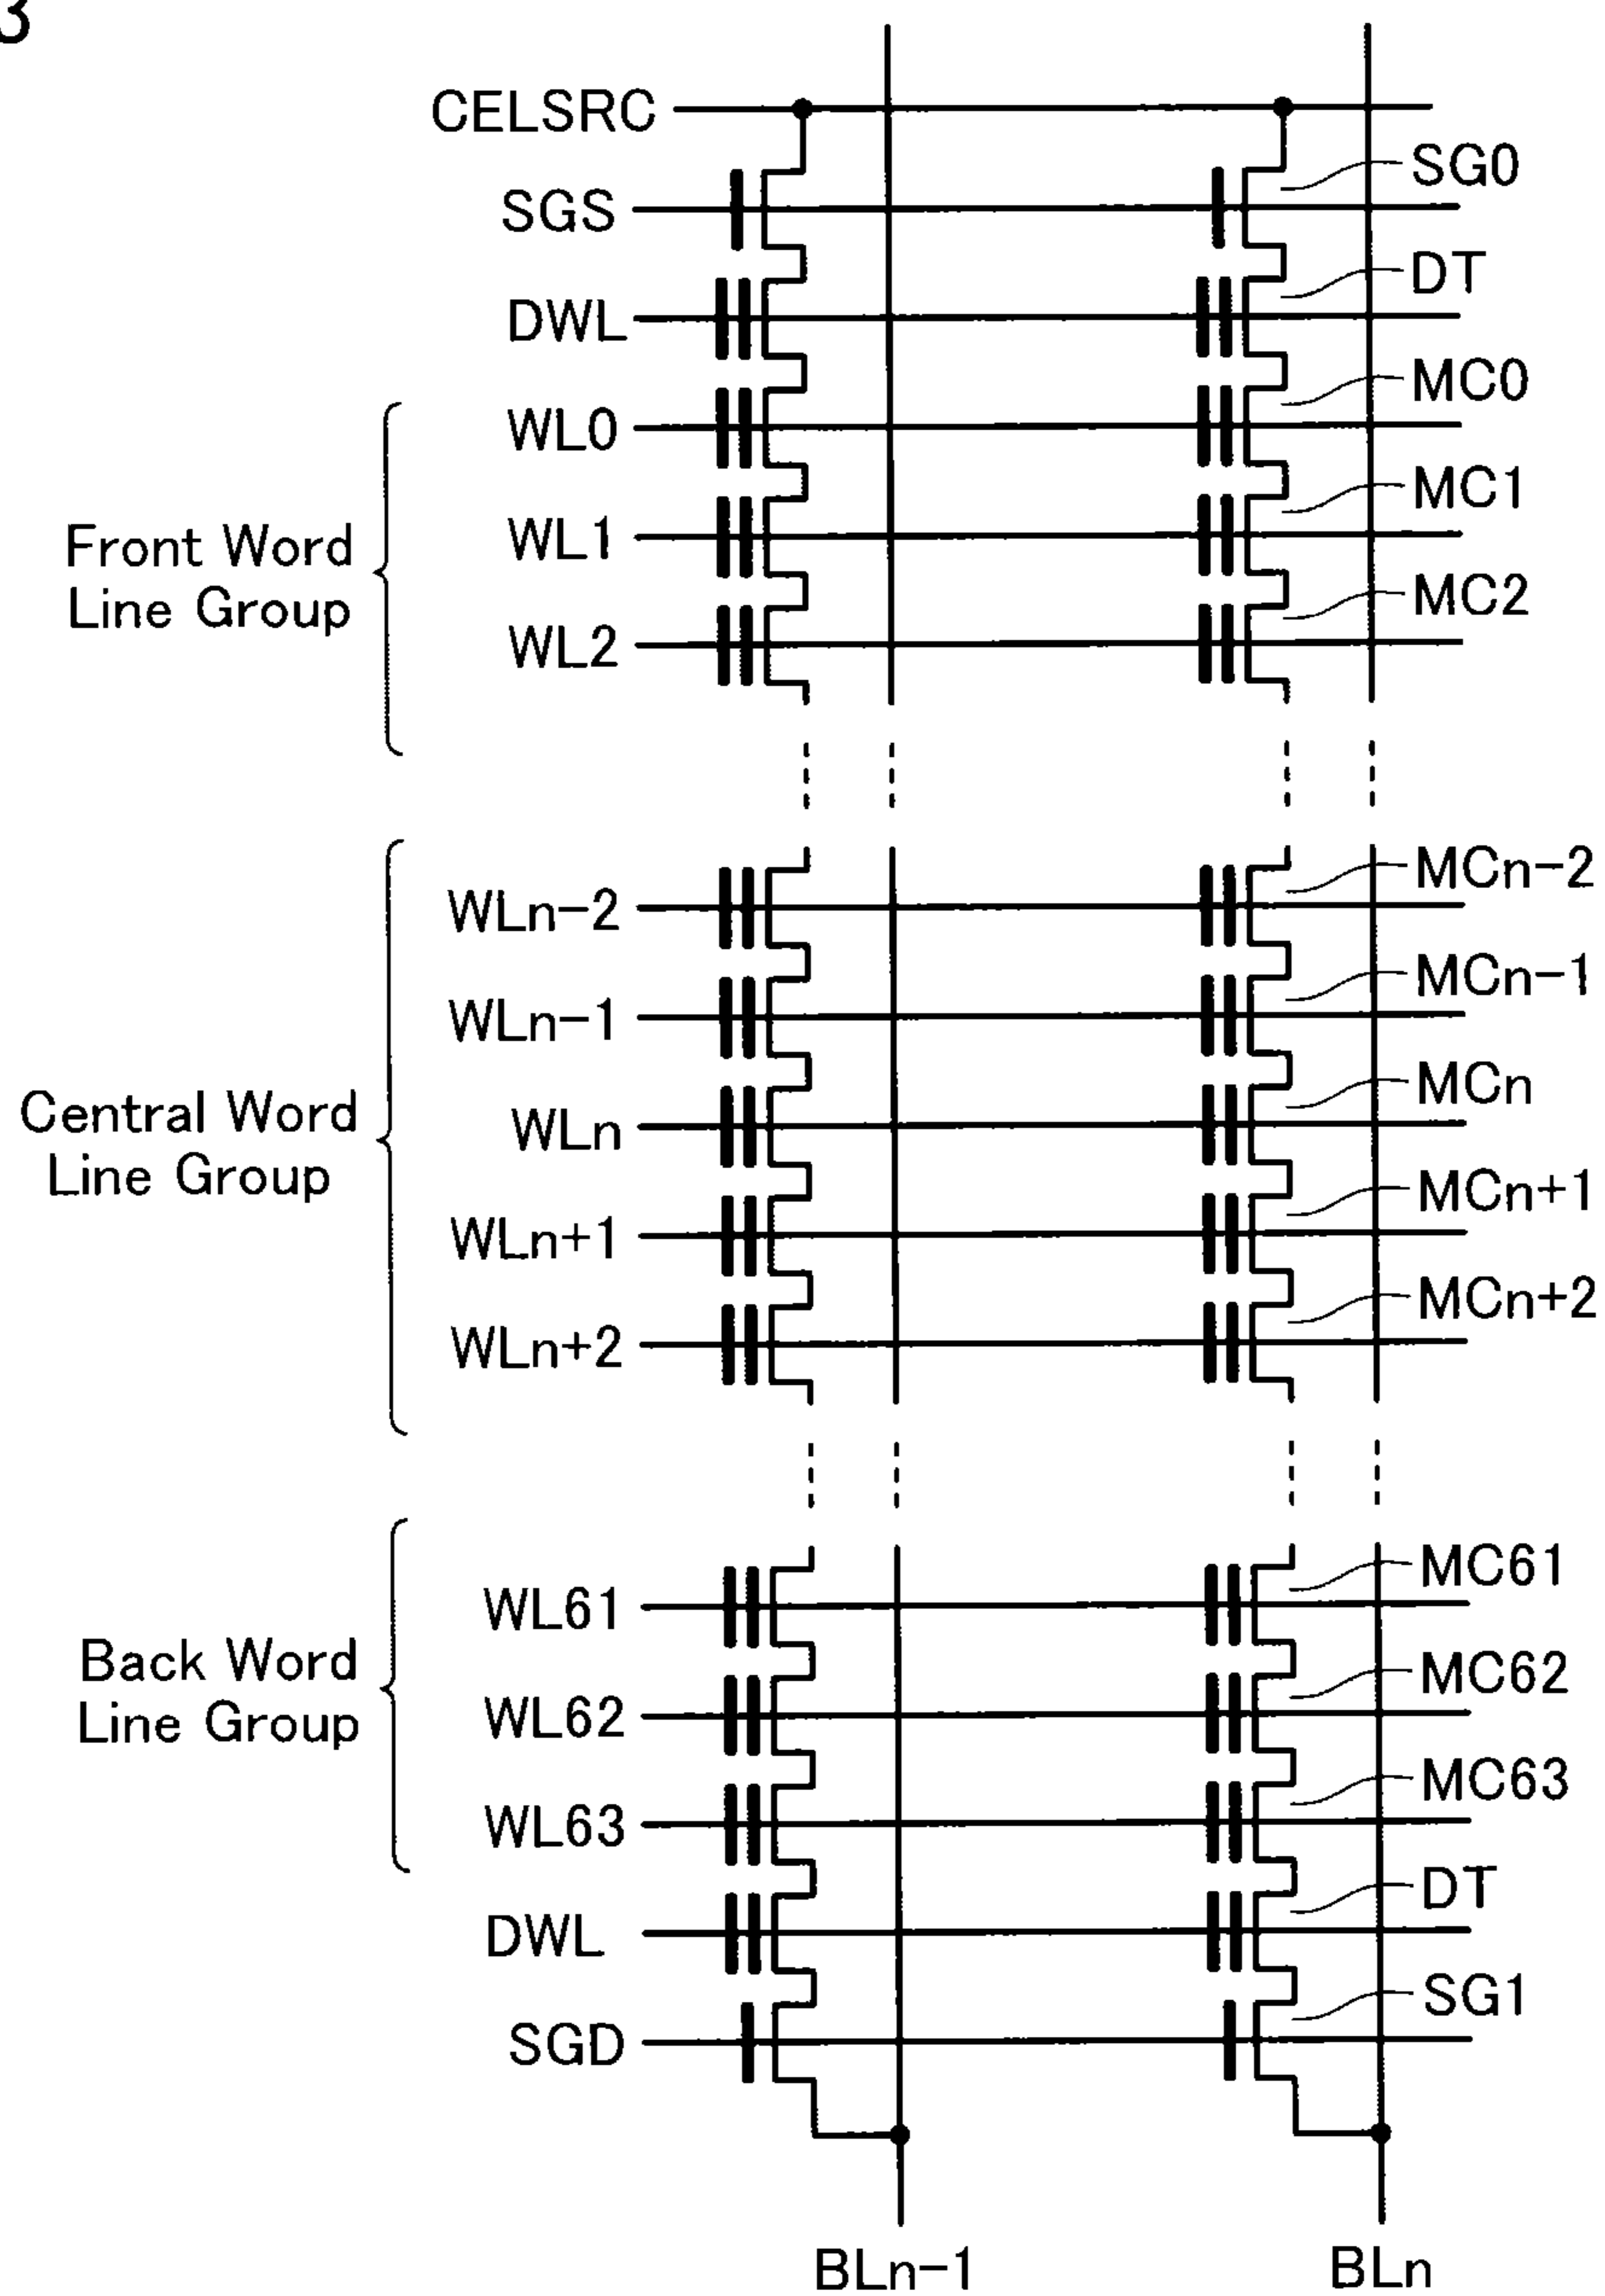 3
CELSRC
SG0
SGS
DT
DWL
MC0
WL0
MC1
WL1
Front Word
Line Group
MC2
WL2
MCn-2
WLn-2
MCn-1
WLn-1
MCn
WLn
Central Word
Line Group
MCn+1
WLn+1
MCn+2
WLn+2
MC61
WL61
MC62
WL62
Back Word
Line Group
MC63
WL63
DT
DWL
SG1
SGD
BLn-1
BLn